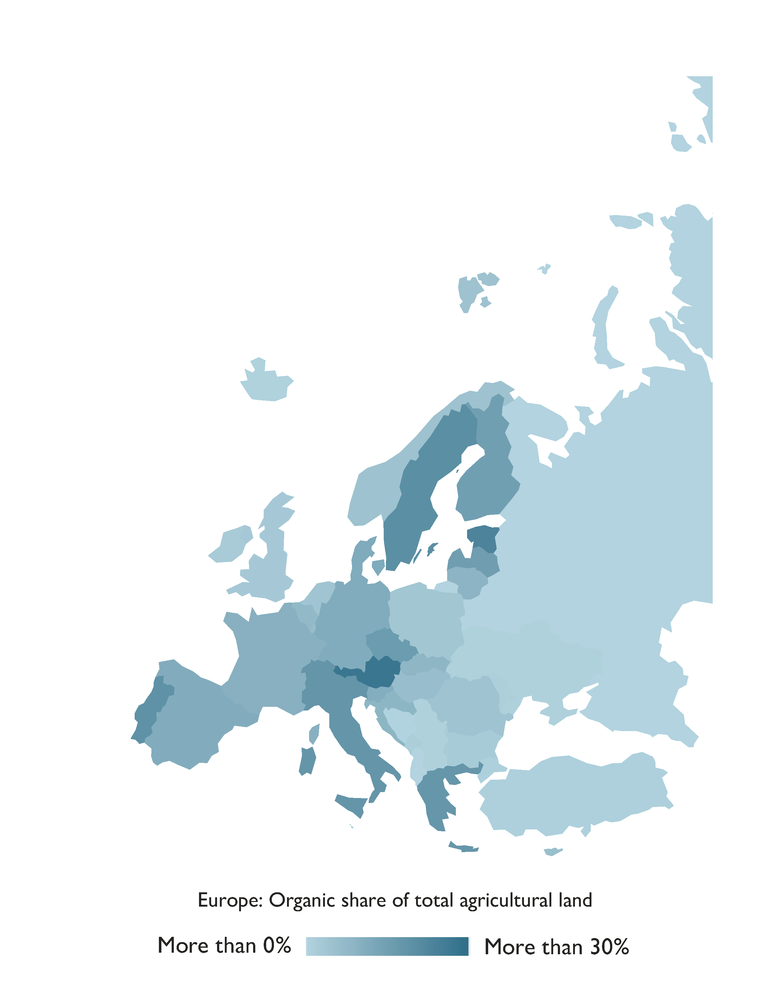 Europe: Organic share of total agricultural land
More than 0% More than 30%